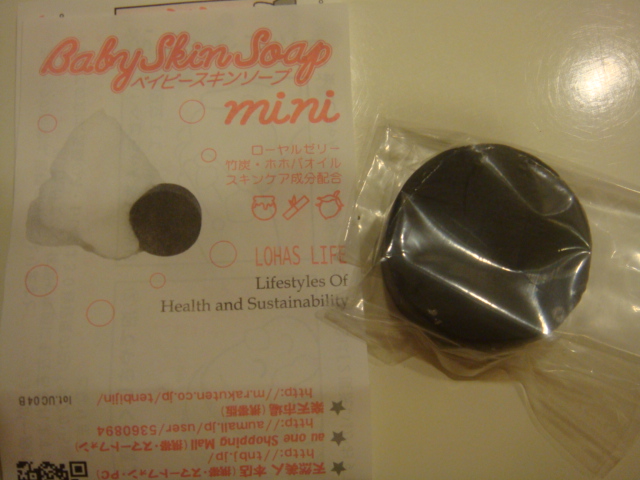 Baby Skin Soap
ベイビースキンソープ
mini
ローヤルゼリー
竹炭・ホホバオイル
スキンケア成分配合
LOHAS LIFE
Lifestyles Of
Health and Sustainability
★天然美人 本店(携帯・スマートフォン・PC)
http://tnbj.jp/
★au one Shopping Mall(携帯・スマートフォン)
http://aumall.jp/user/5360894
★楽天市場(携帯版)
http://m.rakuten.co.jp/tenbijin/
lot.UC04B